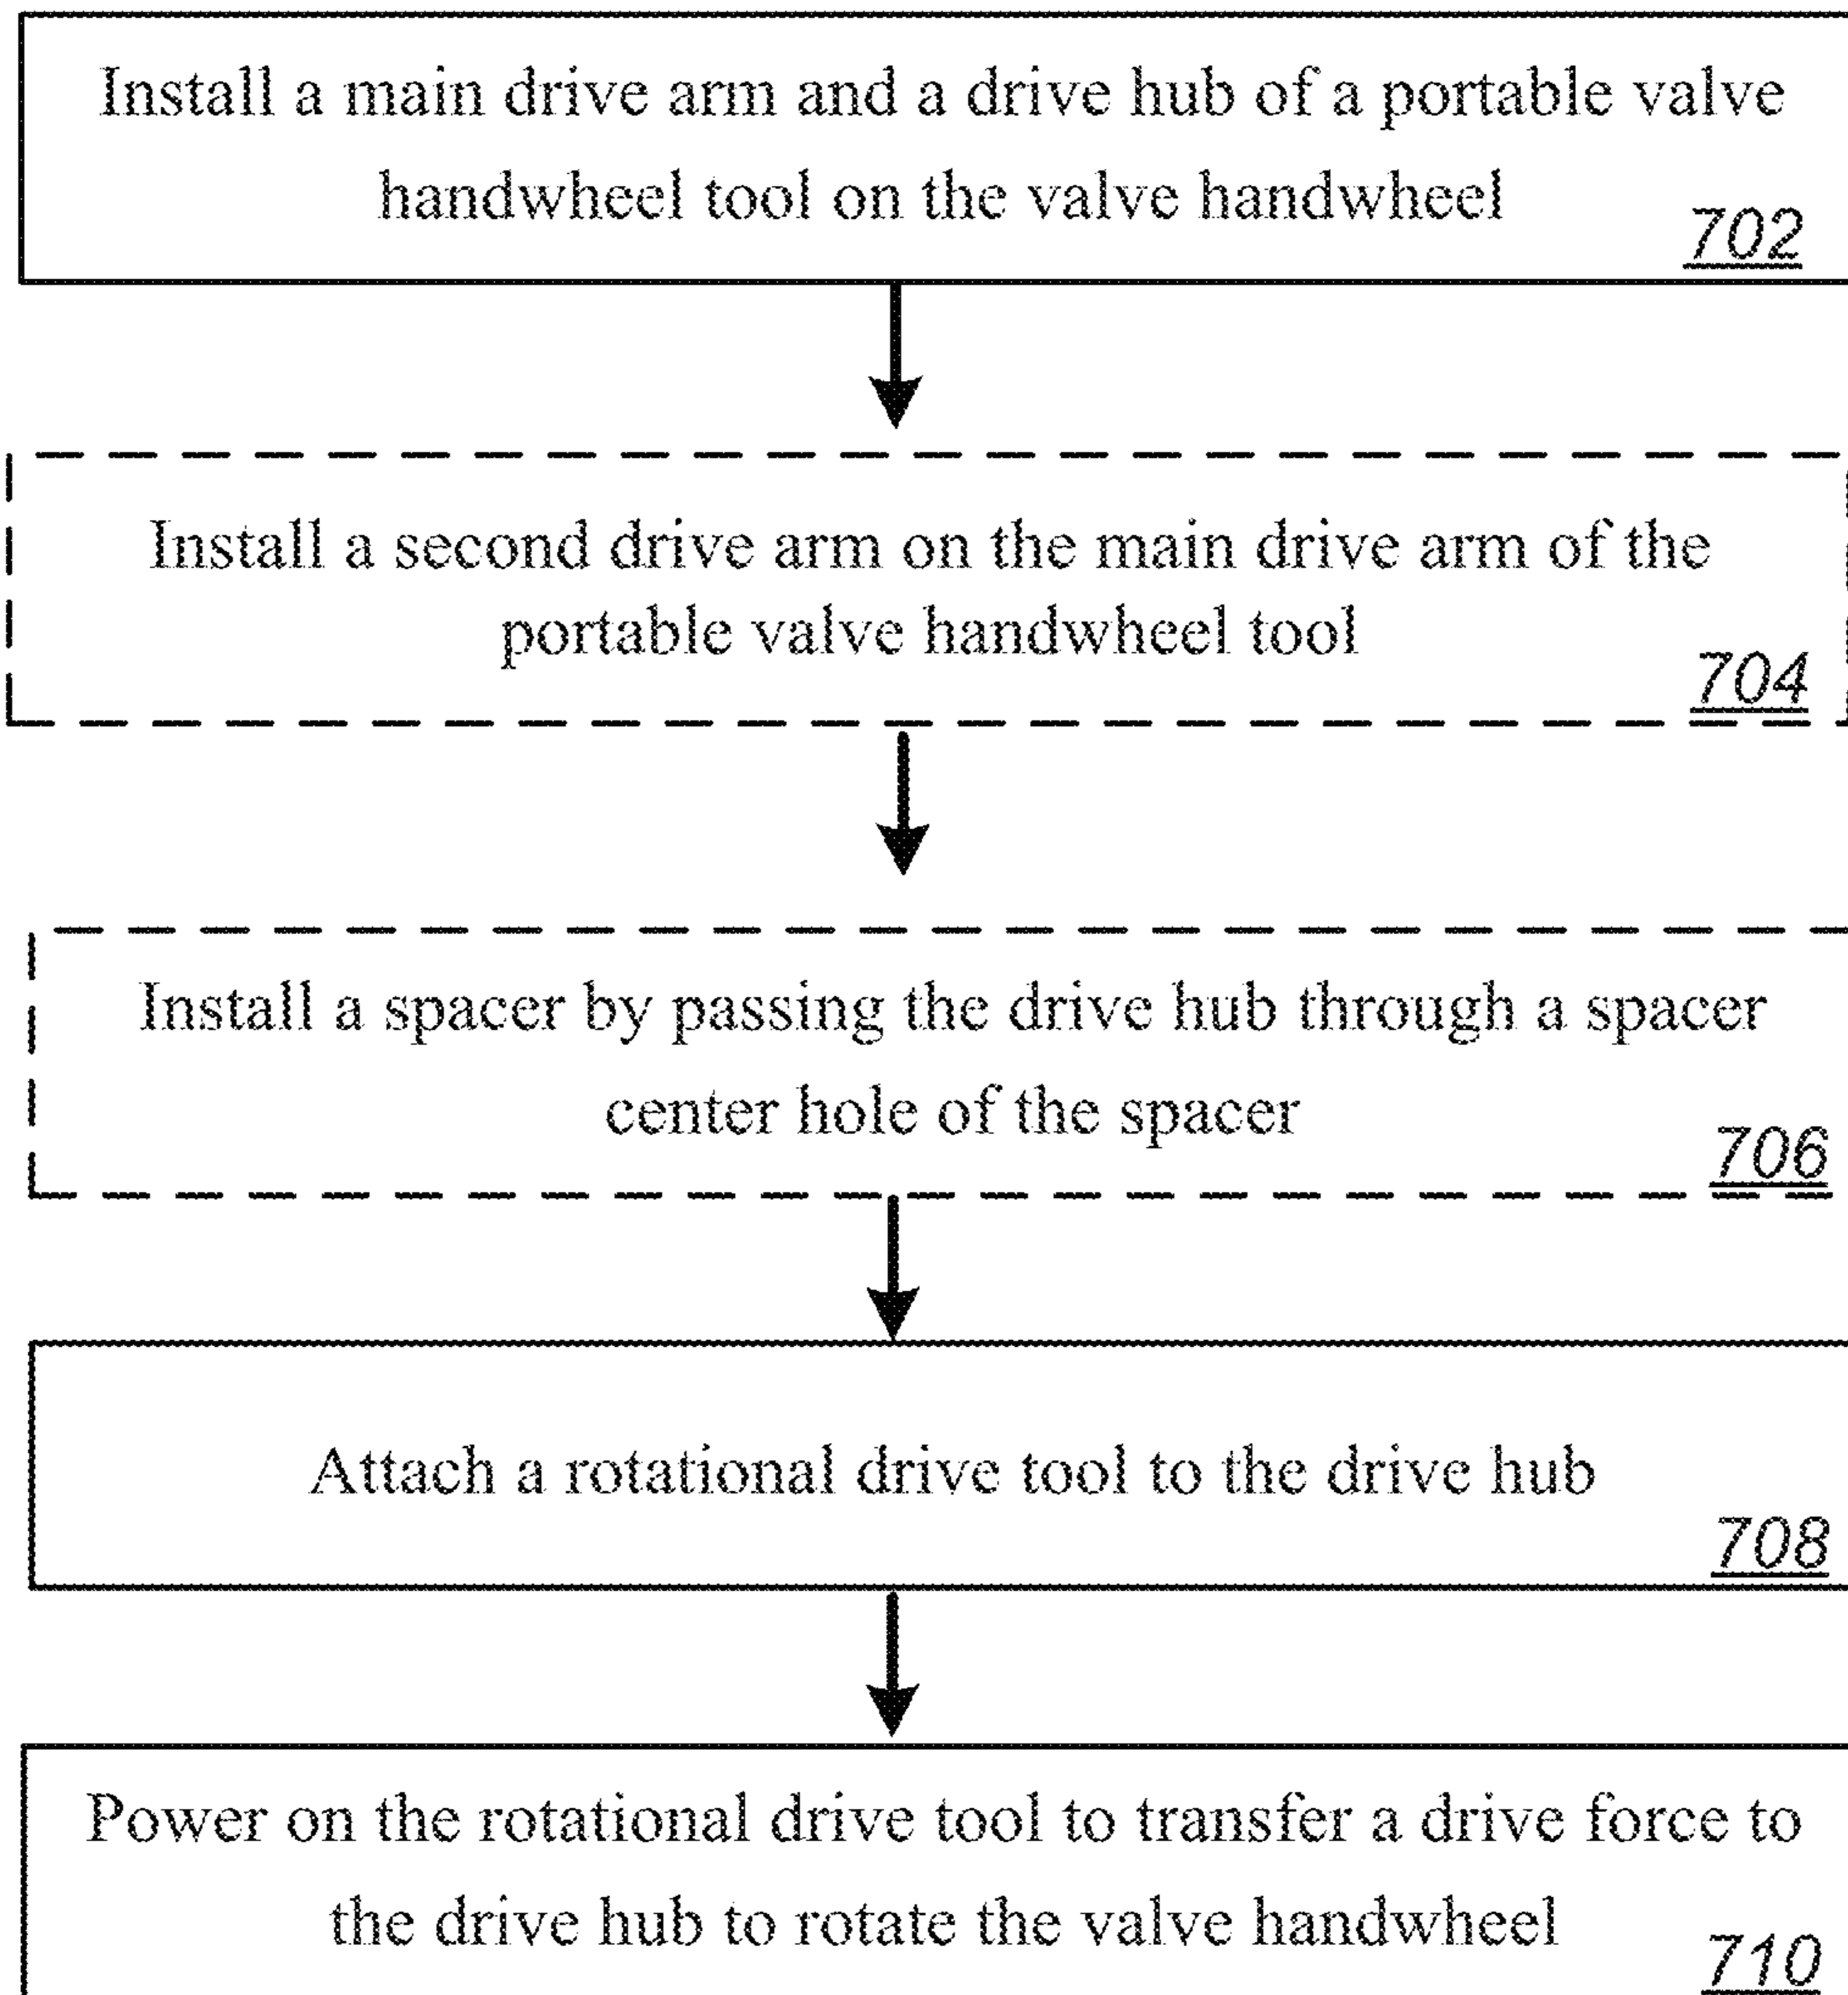 Install a main drive arm and a drive hub of a portable valve
handwheel tool on the valve handwheel
702
Install a second drive arm on the main drive arm of the
portable valve handwheel tool
704
Install a spacer by passing the drive hub through a spacer
center hole of the spacer
706
Attach a rotational drive tool to the drive hub
708
Power on the rotational drive tool to transfer a drive force to
the drive hub to rotate the valve handwheel
710